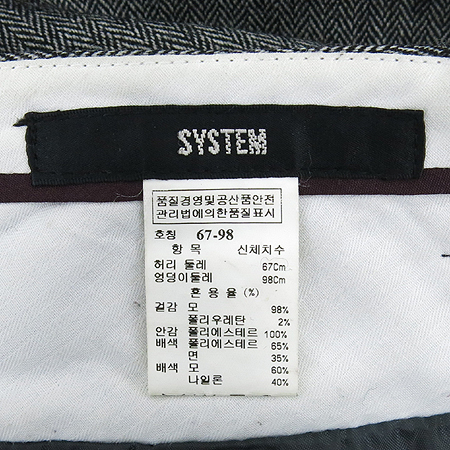 SYSTEM
품질경영및공산품안전
관리법에의한품질표시
호칭 67-98
항 목 신체치수
허리 둘레 67Cm
엉덩이둘레 98Cm
혼 용 율 (%)
겉감 모 98%
폴리우레탄 2%
안감 폴리에스테르 100%
배색 폴리에스테르 65%
면 35%
배색 모 60%
나일론 40%